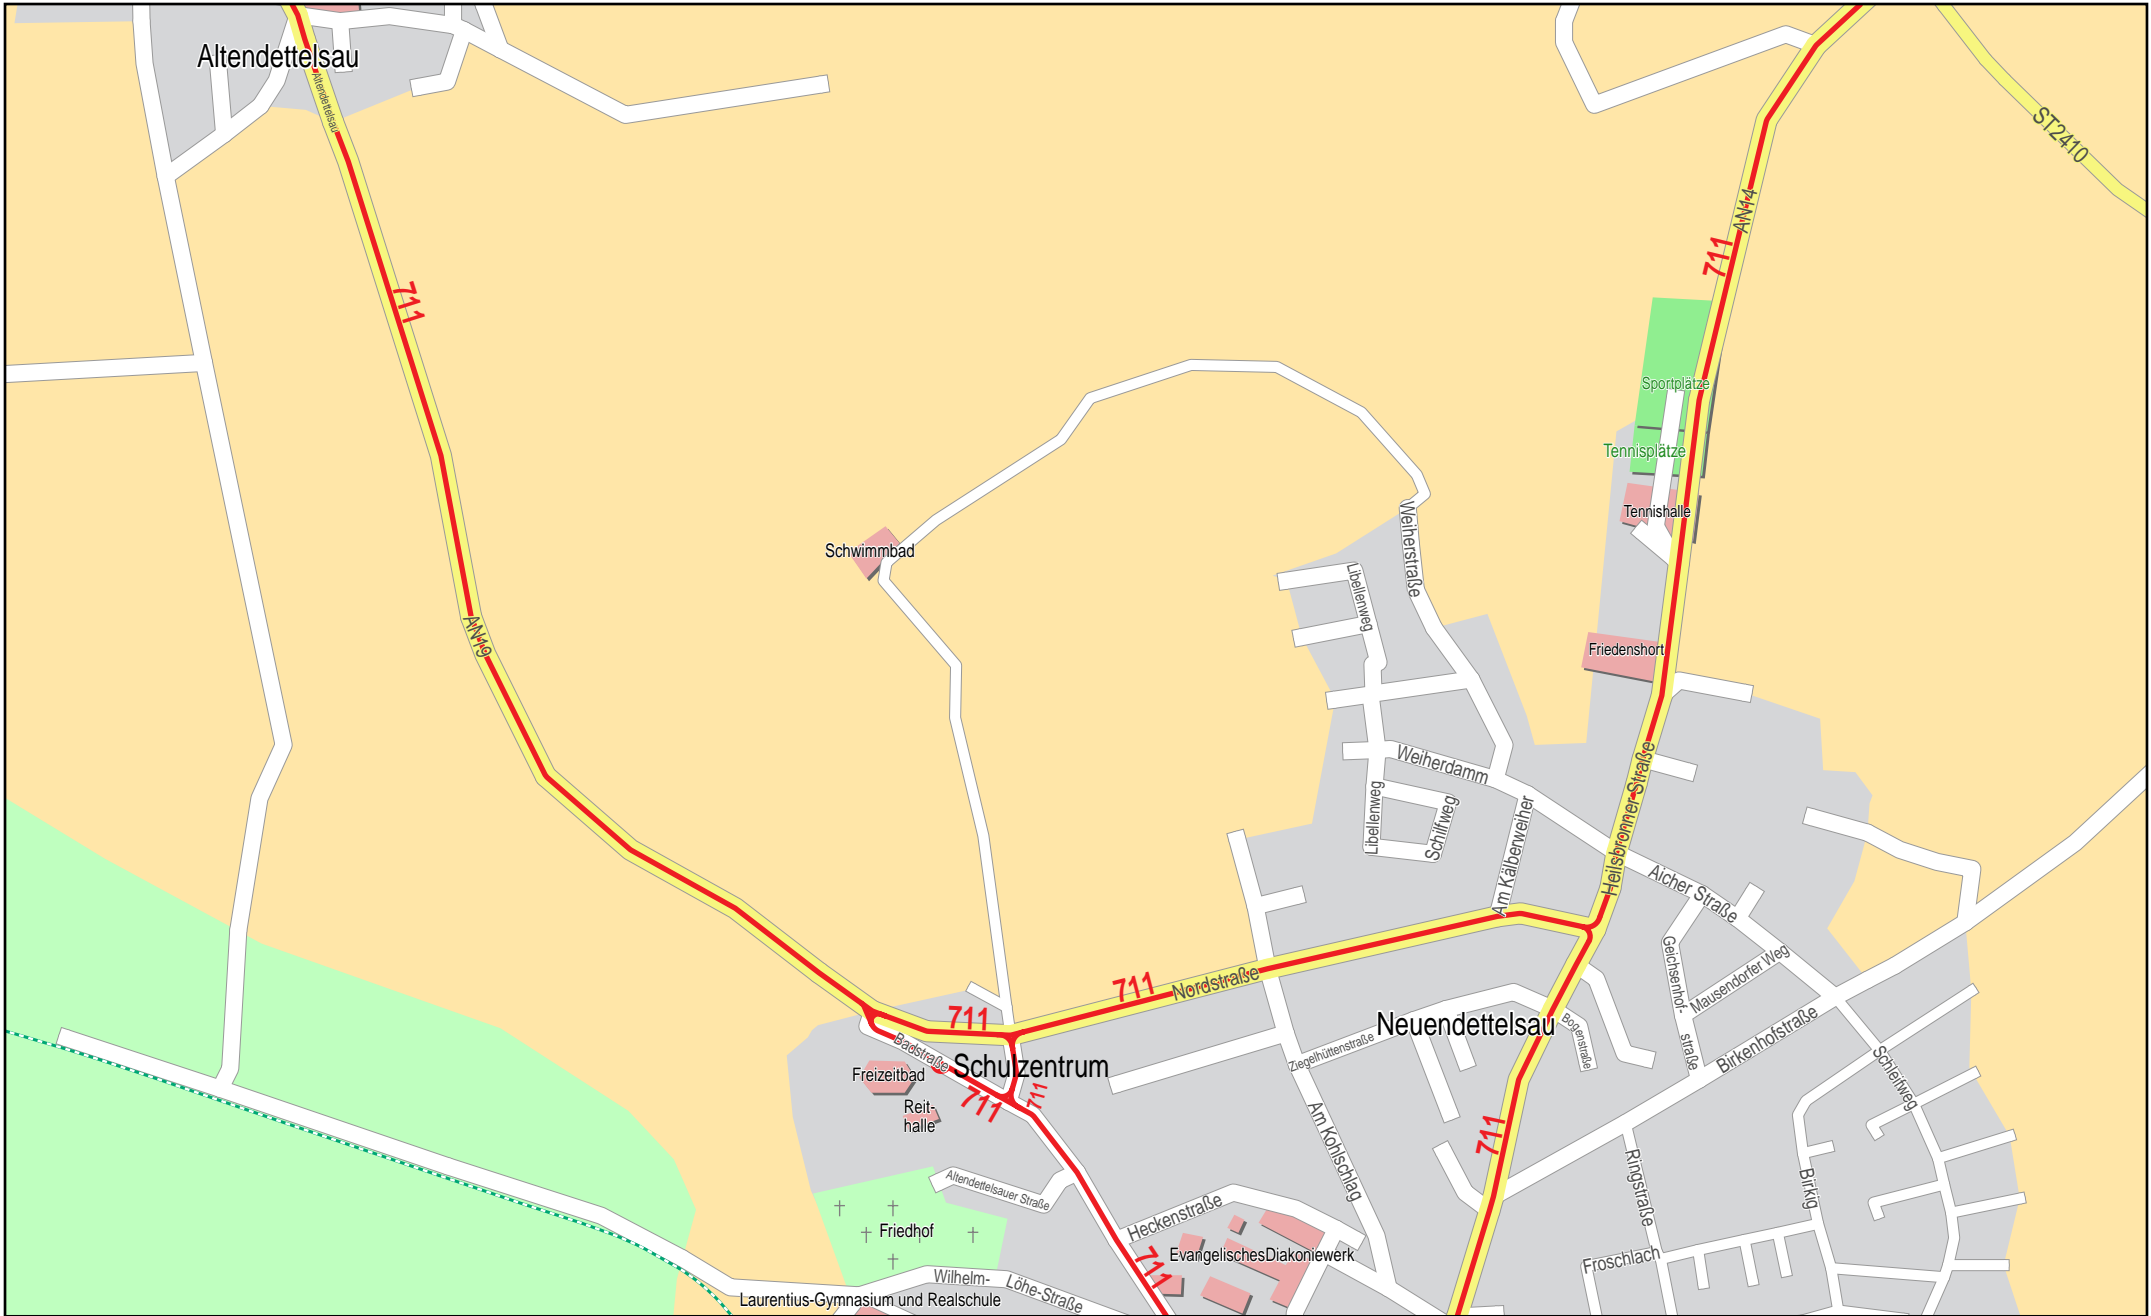 Altendettelsau
Altendettelsau
ST2410
AN14
711
711
Sportplätze
Tennisplätze
Tennishalle
Weiherstraße
Schwimmbad
Libellenweg
AN19
Friedenshort
Weiherdamm
Heilsbronner Straße
Libellenweg
Schilfweg
Am Kälberweiher
Aicher Straße
Geichsenhof-
straße
Mausendorfer Weg
711
Nordstraße
711
Neuendettelsau
Bogenstraße
Ziegelhüttenstraße
Birkenhofstraße
Badstraße
Schulzentrum
Freizeitbad
Schleifweg
711
711
Reit-
halle
Am Kohlschlag
711
Ringstraße
Birkig
Altendettelsauer Straße
Heckenstraße
Friedhof
EvangelischesDiakoniewerk
711
Froschlach
Wilhelm-
Löhe-Straße
Laurentius-Gymnasium und Realschule